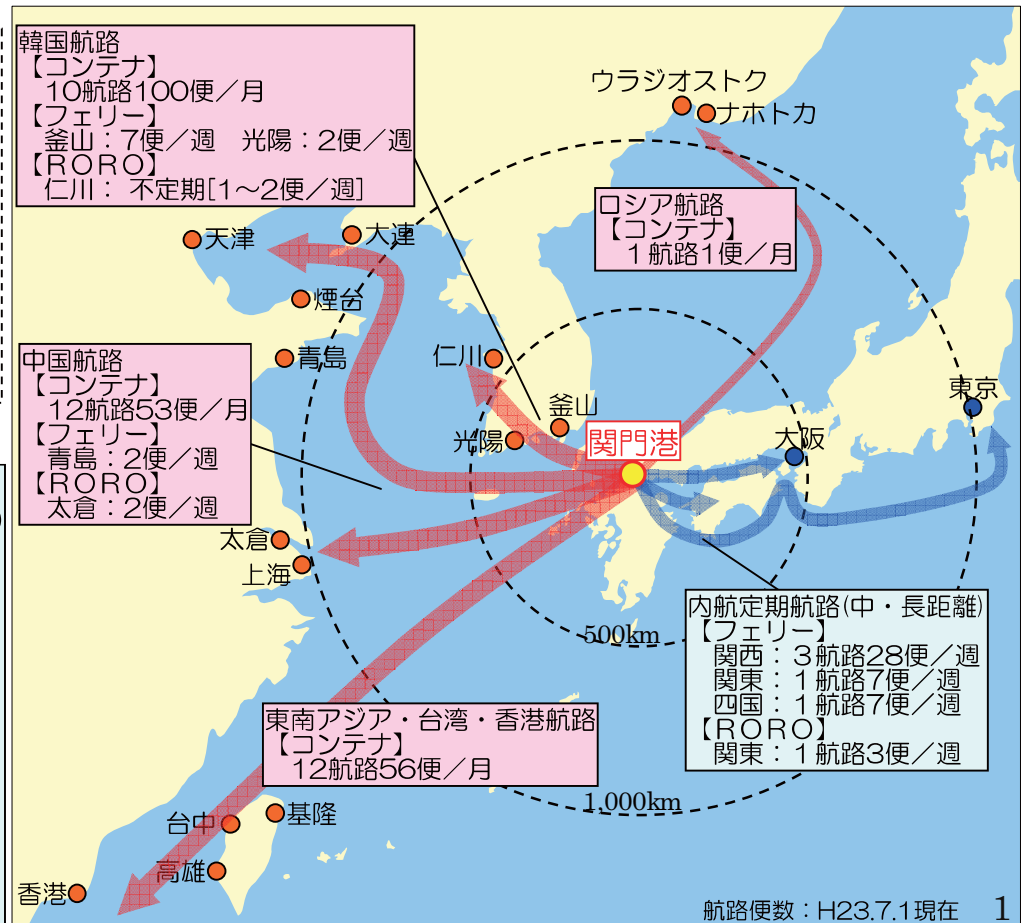 韓国航路
【コンテナ】
10航路100便／月
【フェリー】
釜山：7便／週　光陽：2便／週
【ＲＯＲＯ】
仁川： 不定期[1～2便／週]
ウラジオストク
ナホトカ
ロシア航路
【コンテナ】
1航路1便／月
天津
大連
煙台
青島
仁川
釜山
光陽
関門港
大阪
東京
中国航路
【コンテナ】
12航路53便／月
【フェリー】
青島：2便／週
【ＲＯＲＯ】
太倉：2便／週
太倉
上海
500km
内航定期航路(中・長距離)
【フェリー】
関西：3航路28便／週
関東：1航路7便／週
四国：1航路7便／週
【ＲＯＲＯ】
関東：1航路3便／週
東南アジア・台湾・香港航路
【コンテナ】
12航路56便／月
1,000km
台中
基隆
高雄
香港
航路便数：H23.7.1現在
1